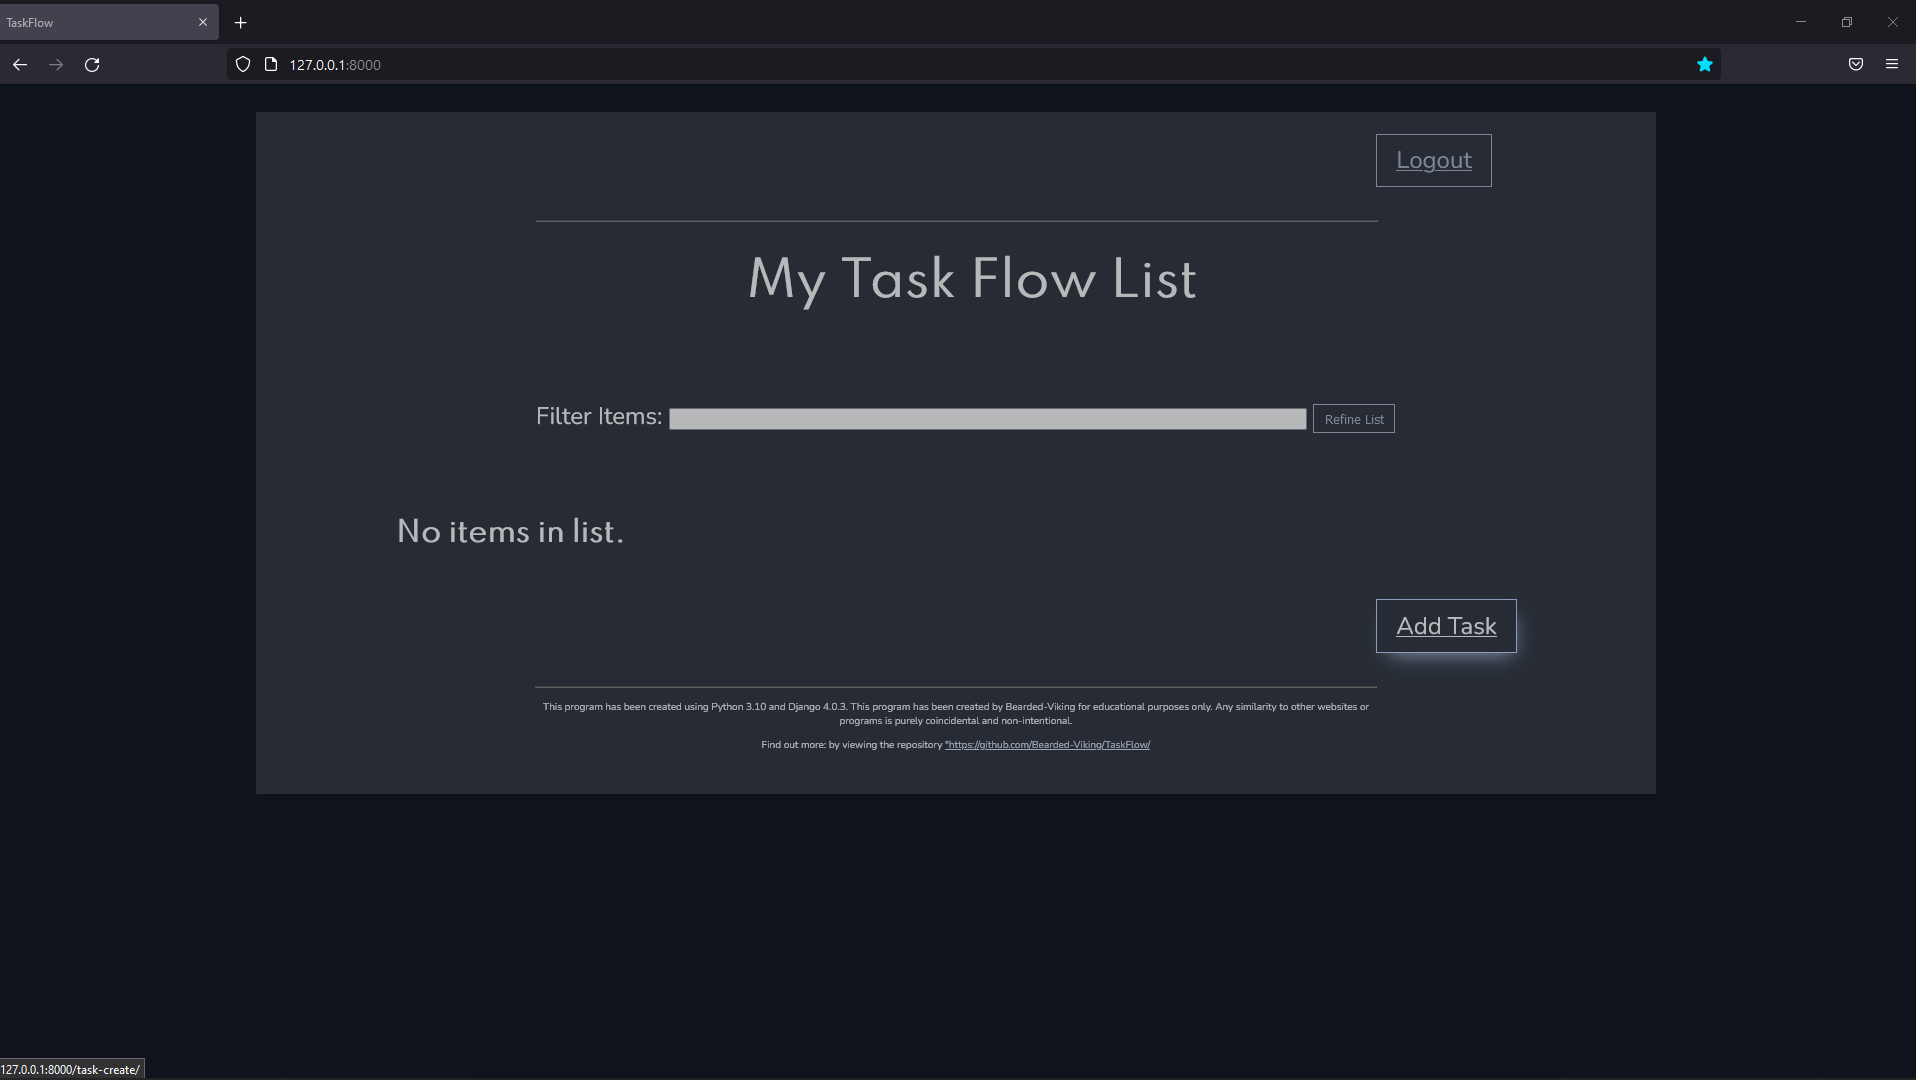 TaskFlow
127.0.0.1:8000
Logout
My Task Flow List
Filter Items:
Refine List
No items in list.
Add Task
This program has been created using Python 3.10 and Django 4.0.3. This program has been created by Bearded-Viking for educational purposes only. Any similarity to other websites or
programs is purely coincidental and non-intentional.
Find out more: by viewing the repository "https://github.com/Bearded-Viking/TaskFlow/
127.0.0.1:8000/task-create/